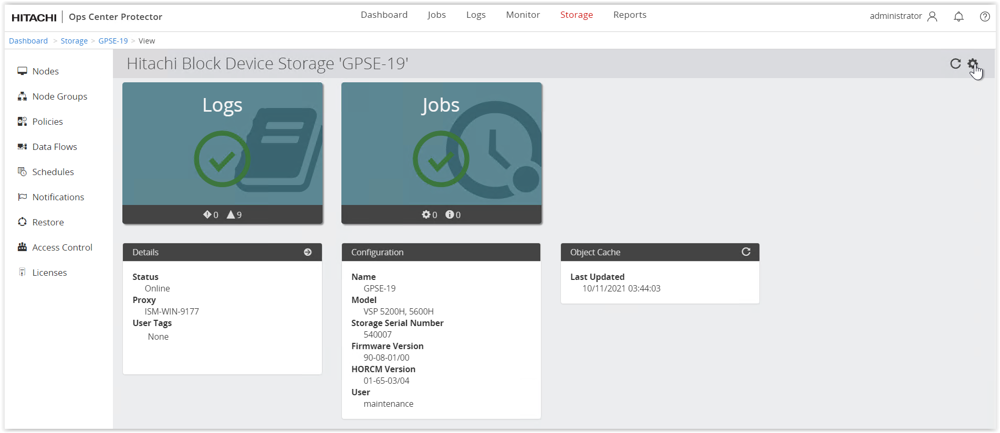 HITACHI | Ops Center Protector
Dashboard Jobs Logs Monitor Storage Reports
administrator
Dashboard > Storage > GPSE-19 > View
Nodes
Node Groups
Policies
Data Flows
Schedules
Notifications
Restore
Access Control
Licenses
Hitachi Block Device Storage 'GPSE-19'
Logs
0 9
Jobs
0 0
Details
Status
Online
Proxy
ISM-WIN-9177
User Tags
None
Configuration
Name
GPSE-19
Model
VSP 5200H, 5600H
Storage Serial Number
540007
Firmware Version
90-08-01/00
HORCM Version
01-65-03/04
User
maintenance
Object Cache
Last Updated
10/11/2021 03:44:03